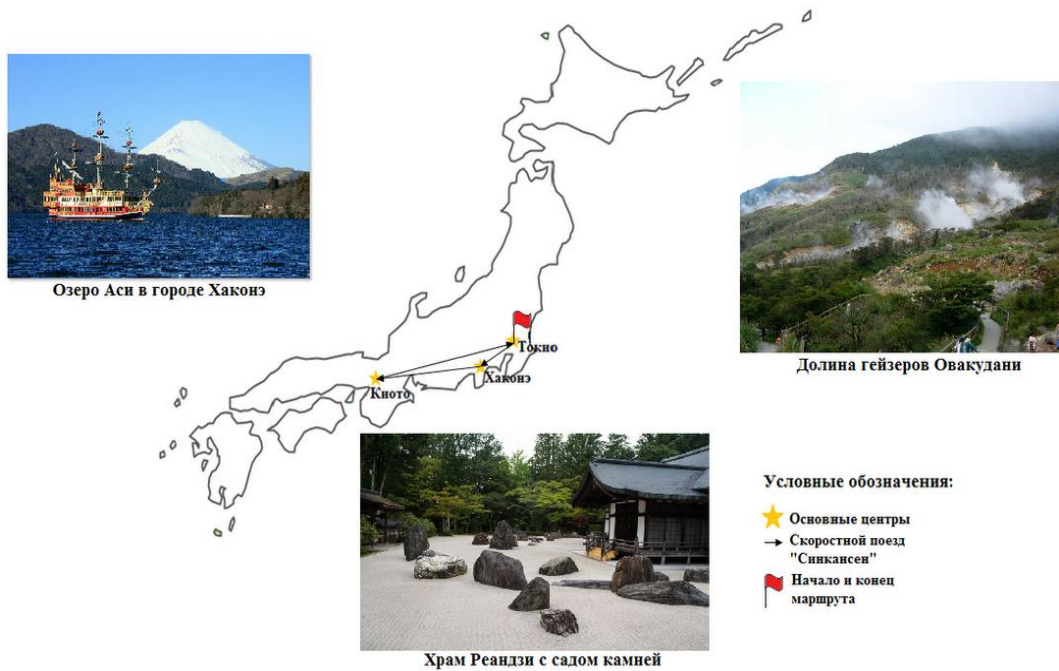 Озеро Аси в городе Хаконэ
Токио
Хаконэ
Киото
Долина гейзеров Овакудани
Храм Реандзи с садом камней
Условные обозначения:
Основные центры
Скоростной поезд
"Синкансен"
Начало и конец
маршрута